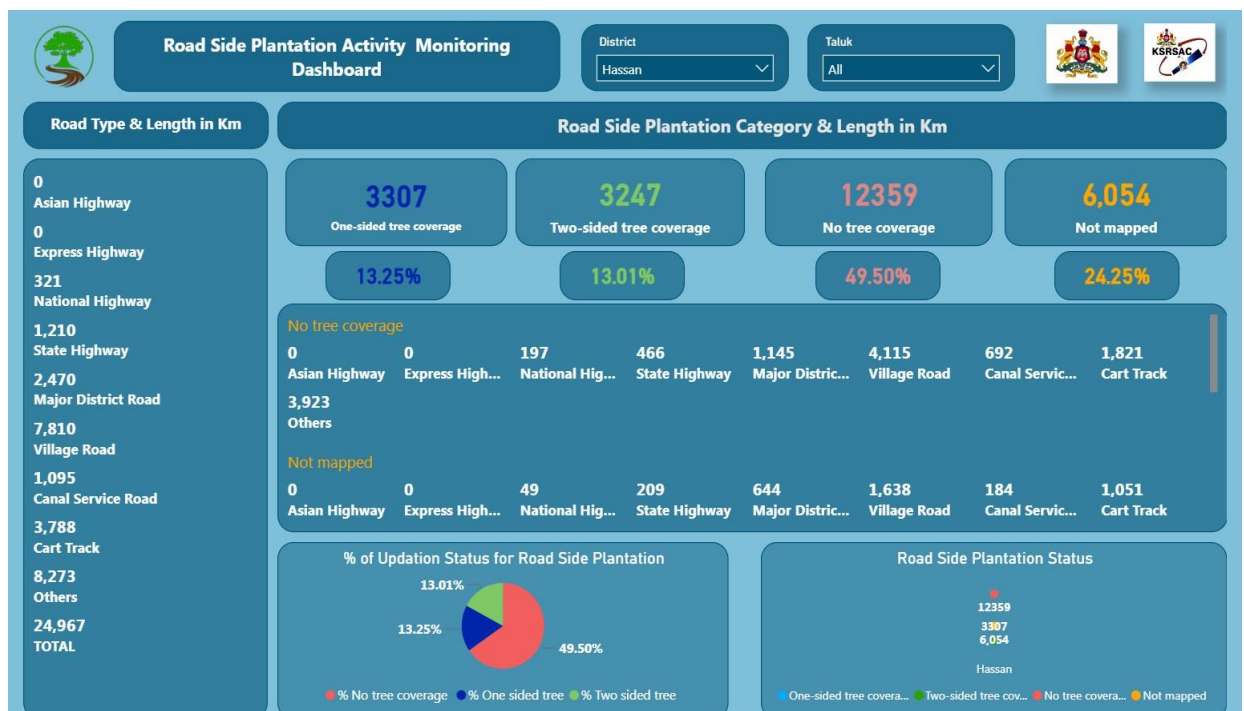 Road Side Plantation Activity Monitoring
Dashboard
District
Hassan
Taluk
All
KSRSAC
Road Type & Length in Km
Road Side Plantation Category & Length in Km
0
Asian Highway
0
Express Highway
321
National Highway
1,210
State Highway
2,470
Major District Road
7,810
Village Road
1,095
Canal Service Road
3,788
Cart Track
8,273
Others
24,967
TOTAL
3307
One-sided tree coverage
3247
Two-sided tree coverage
12359
No tree coverage
6,054
Not mapped
13.25%
13.01%
49.50%
24.25%
No tree coverage
0 0 197 466 1,145 4,115 692 1,821
Asian Highway Express High... National Hig... State Highway Major Distric... Village Road Canal Servic... Cart Track
3,923
Others
Not mapped
0 0 49 209 644 1,638 184 1,051
Asian Highway Express High... National Hig... State Highway Major Distric... Village Road Canal Servic... Cart Track
% of Updation Status for Road Side Plantation
13.01%
13.25%
49.50%
% No tree coverage % One sided tree % Two sided tree
Road Side Plantation Status
12359
3307
6,054
Hassan
One-sided tree covera... Two-sided tree cov... No tree covera... Not mapped